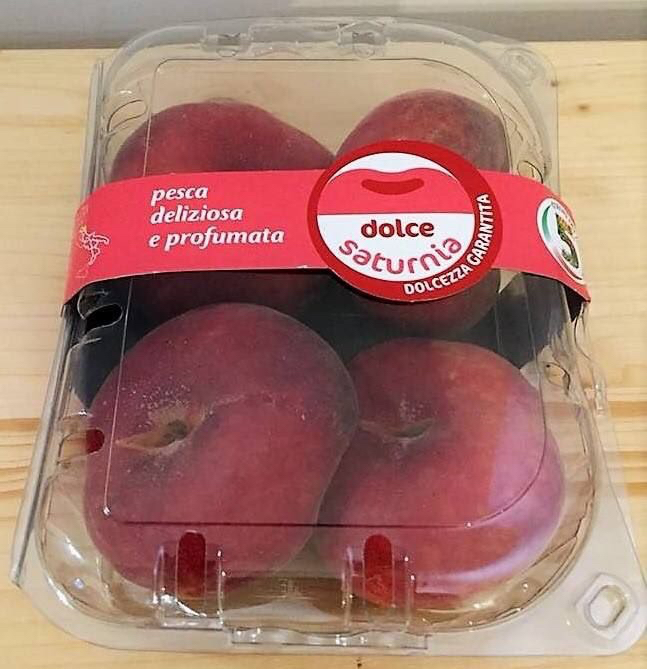 pesca
deliziosa
e profumata
dolce
saturnia
DOLCEZZA GARANTITA